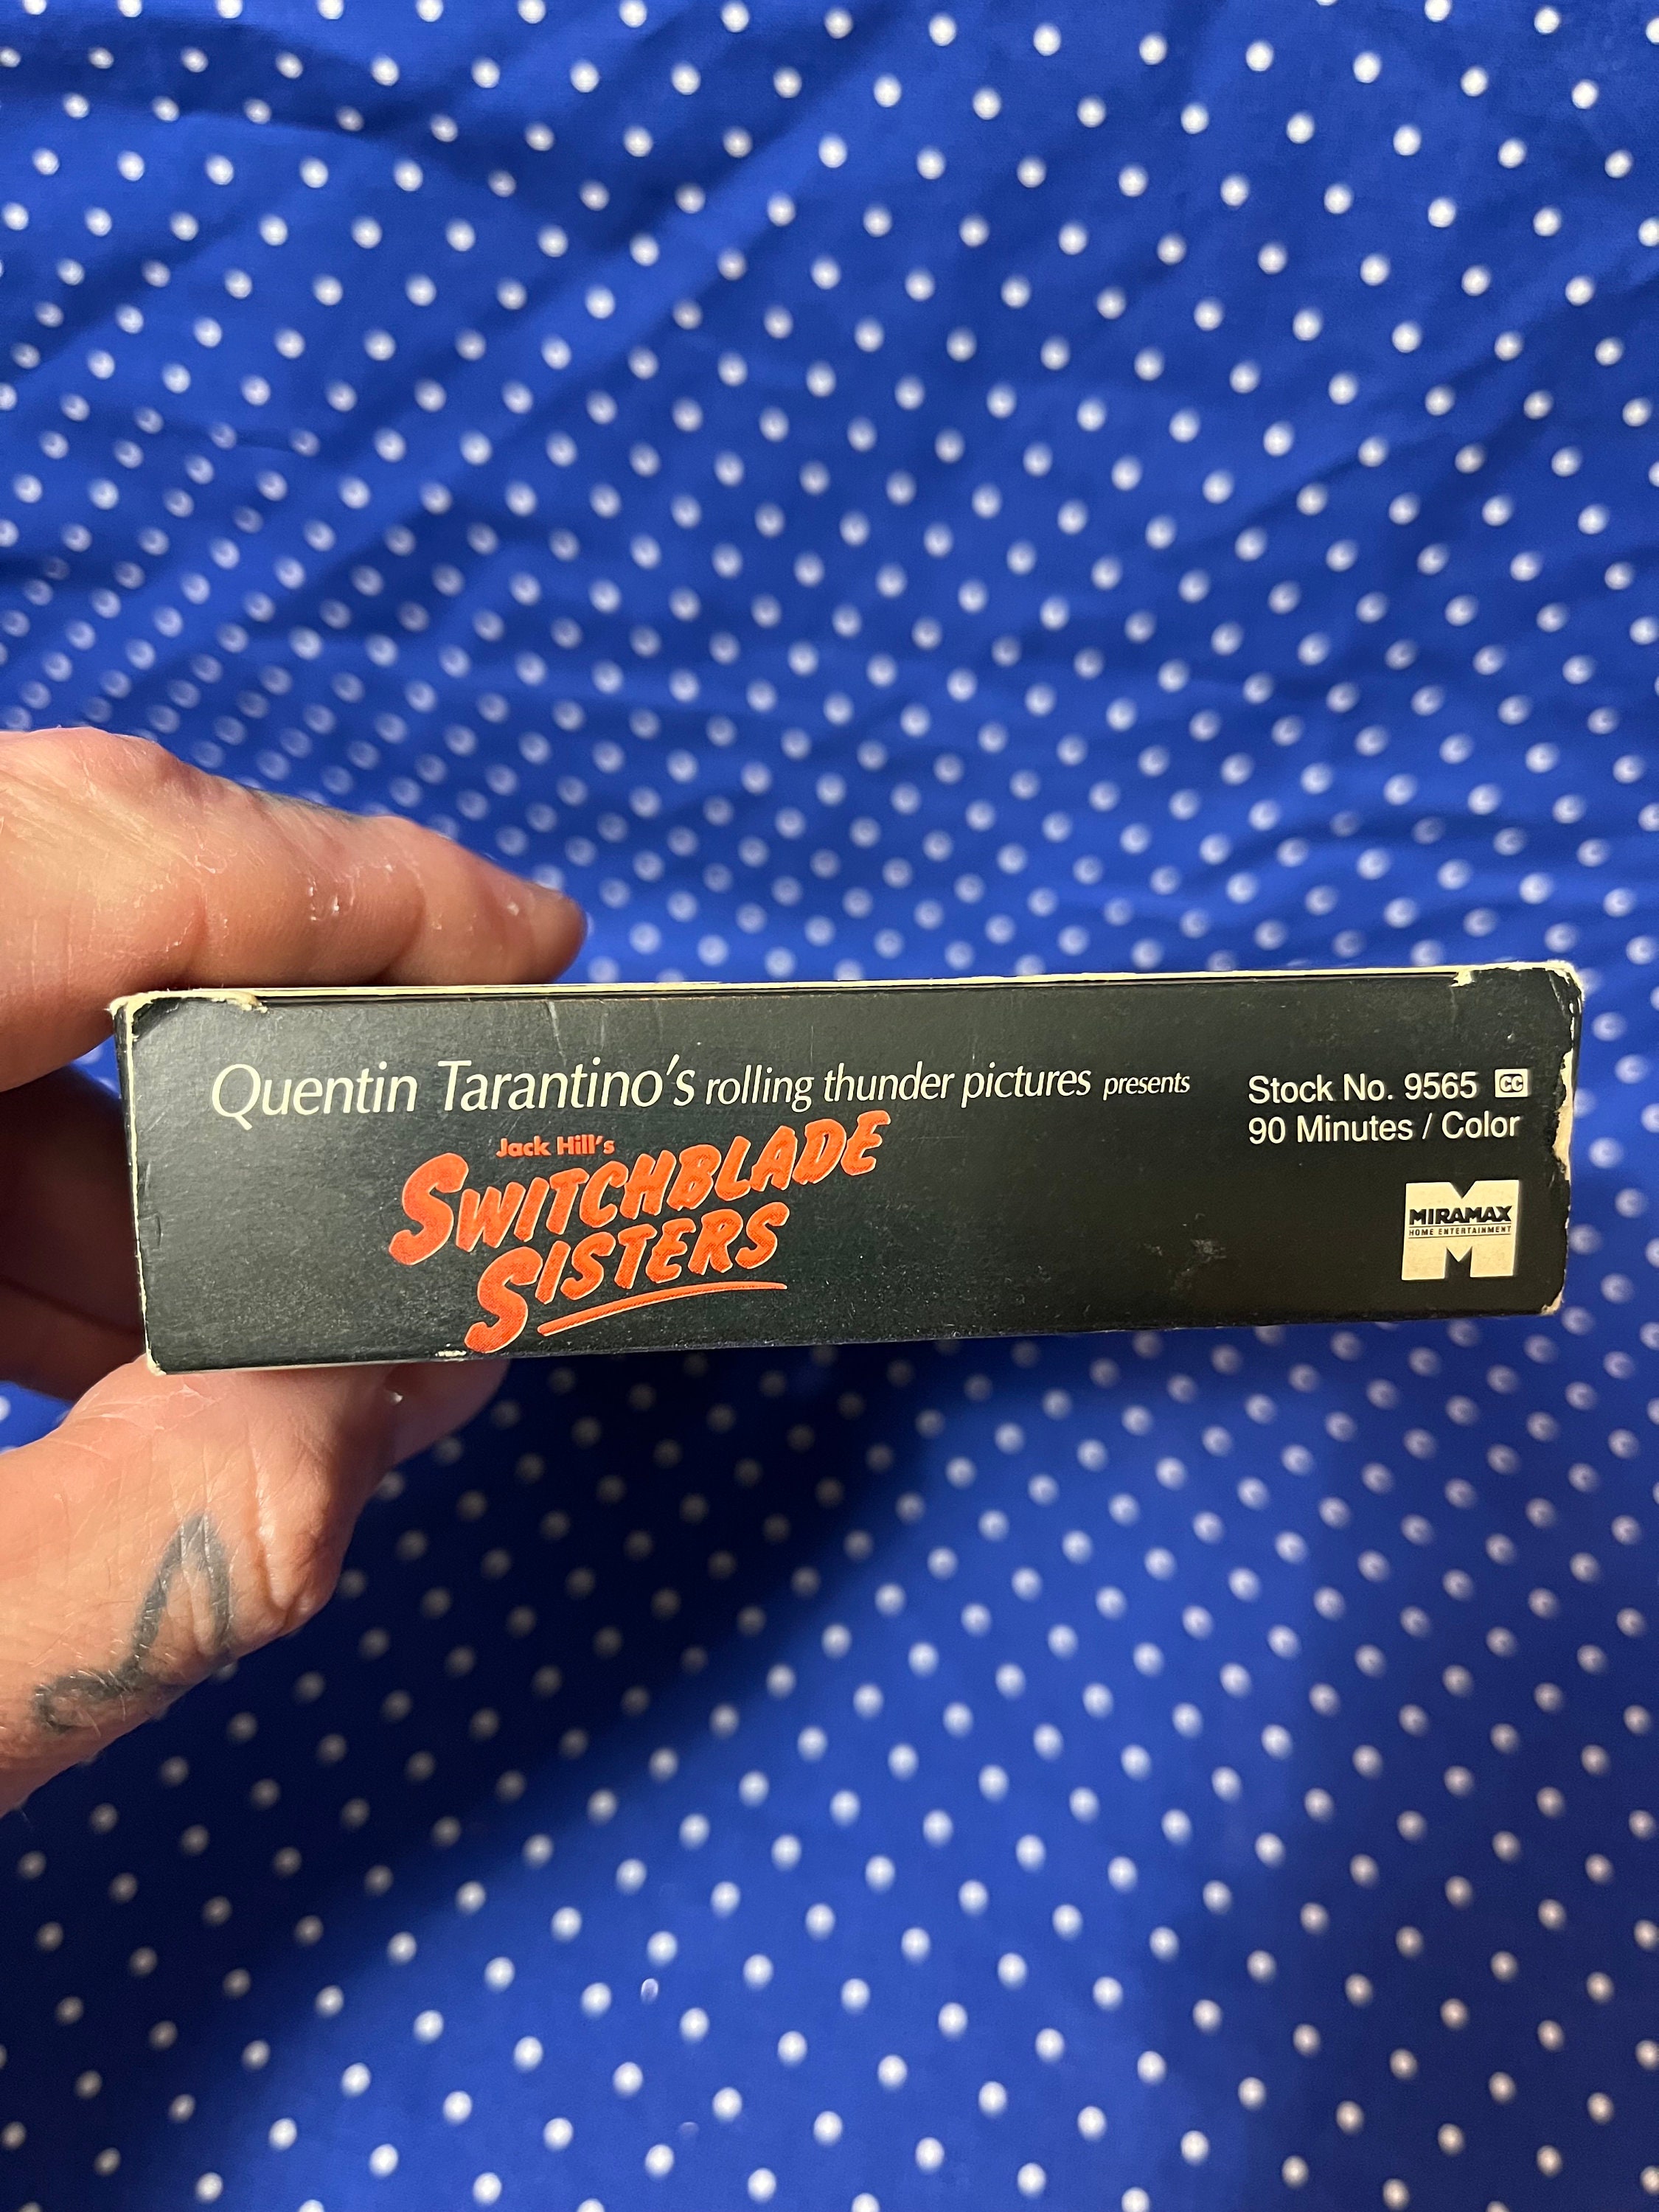 Quentin Tarantino's rolling thunder pictures presents
Jack Hill's
SWITCHBLADE
SISTERS
Stock No. 9565 CC
90 Minutes / Color
MIRAMAX
HOME ENTERTAINMENT